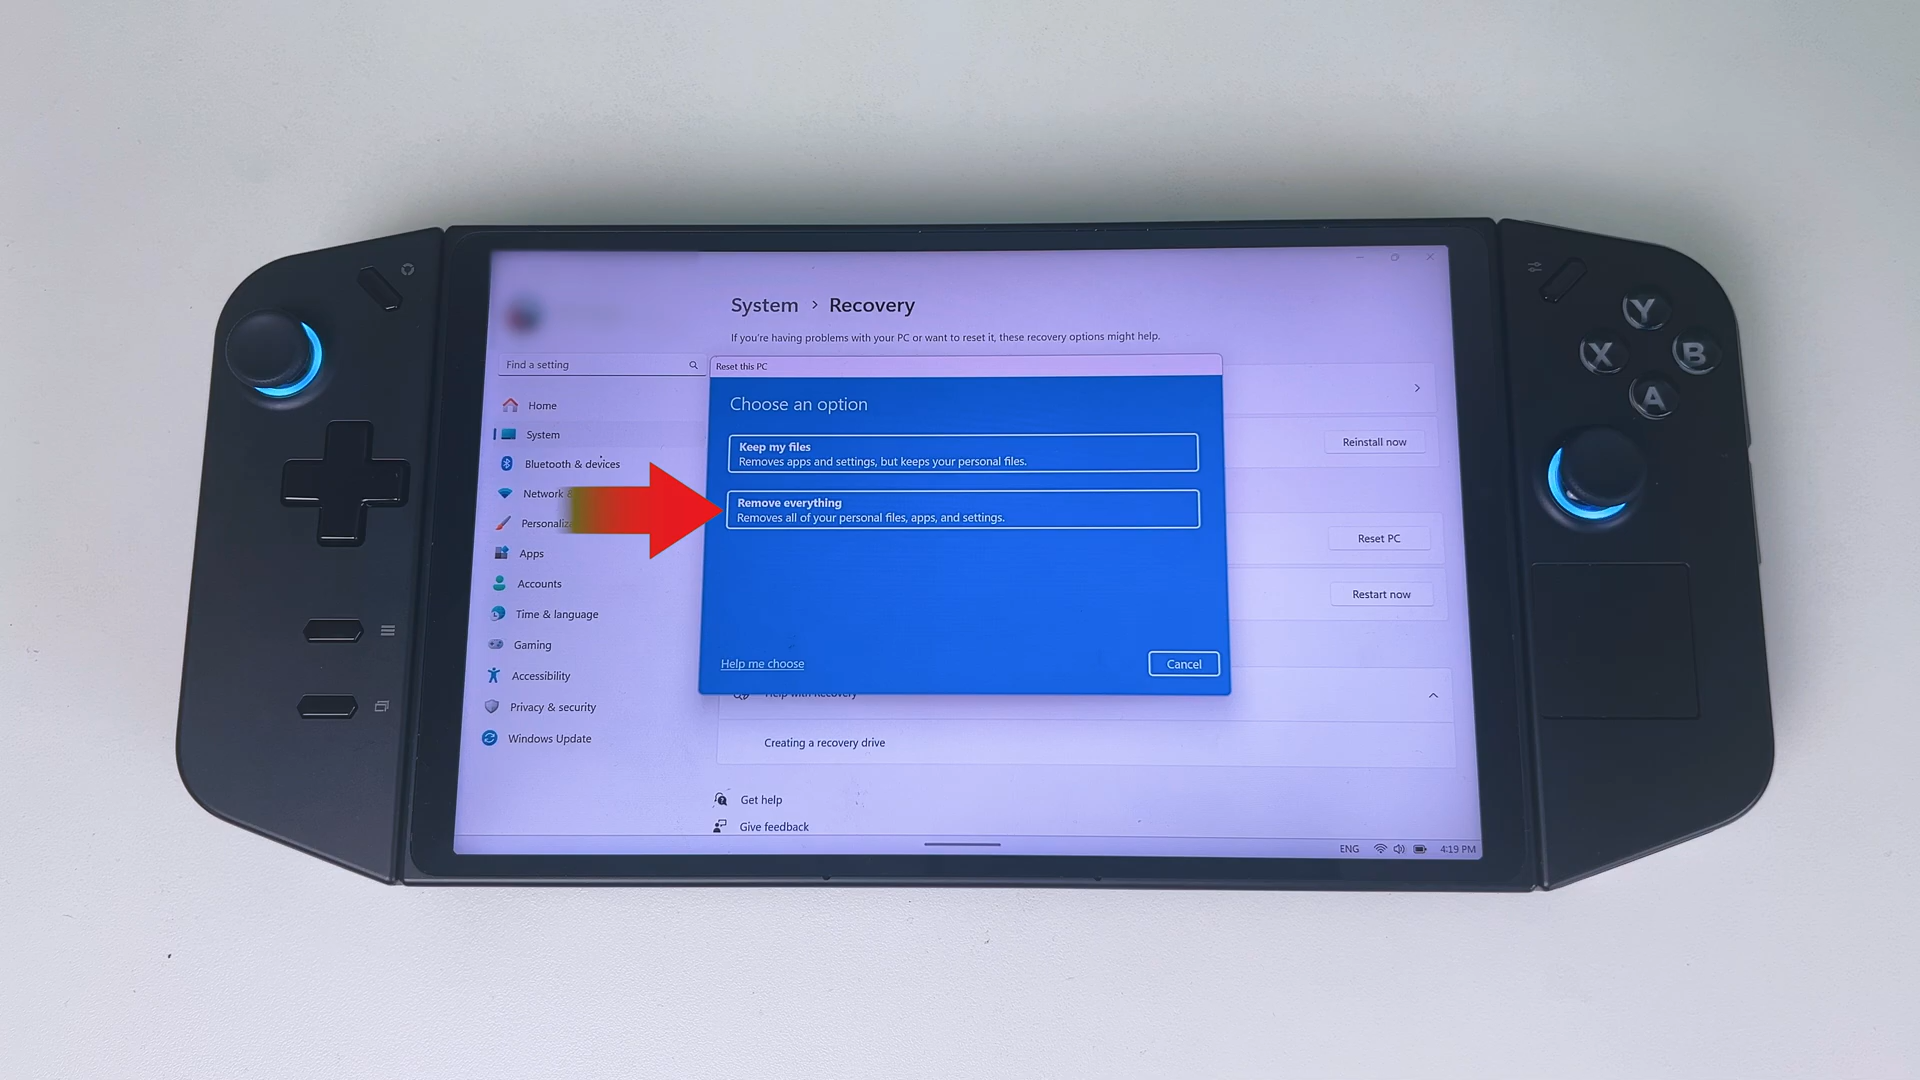 System > Recovery
If you're having problems with your PC or want to reset it, these recovery options might help.
Find a setting
Home
System
Bluetooth & devices
Network &
Personaliza
Apps
Accounts
Time & language
Gaming
Accessibility
Privacy & security
Windows Update
Reset this PC
Choose an option
Keep my files
Removes apps and settings, but keeps your personal files.
Remove everything
Removes all of your personal files, apps, and settings.
Help me choose
Cancel
Reinstall now
Reset PC
Restart now
Help with Recovery
Creating a recovery drive
Get help
Give feedback
ENG
4:19 PM
Y
X
B
A